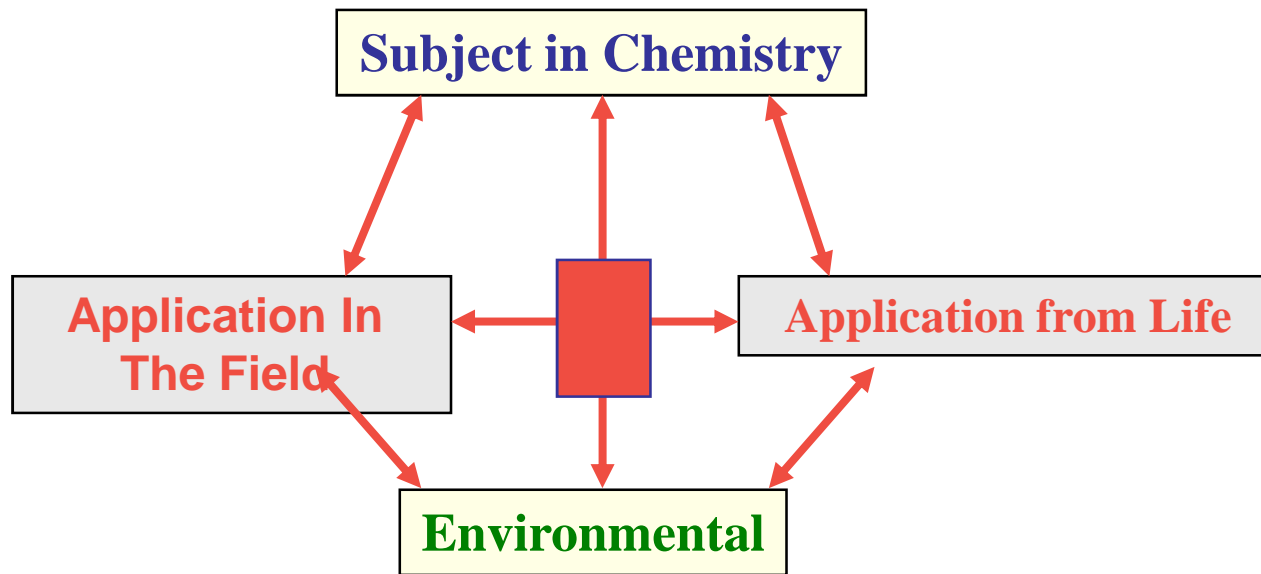 Subject in Chemistry
Application In
The Field
Application from Life
Environmental